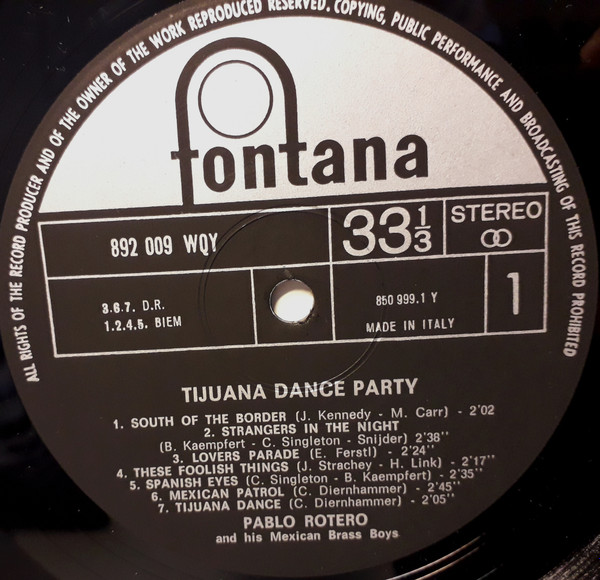 ALL RIGHTS OF THE RECORD PRODUCER AND OF THE OWNER OF THE WORK REPRODUCED RESERVED. COPYING, PUBLIC PERFORMANCE AND BROADCASTING OF THIS RECORD PROHIBITED
fontana
892 009 WQY
33 1/3
STEREO
3.6.7. D.R.
1.2.4.5. BIEM
850 999.1 Y
MADE IN ITALY
1
TIJUANA DANCE PARTY
1. SOUTH OF THE BORDER (J. Kennedy - M. Carr) - 2'02
2. STRANGERS IN THE NIGHT
(B. Kaempfert - C. Singleton - Snijder) 2'38''
3. LOVERS PARADE (E. Ferstl) - 2'24''
4. THESE FOOLISH THINGS (J. Strachey - H. Link) - 2'17''
5. SPANISH EYES (C. Singleton - B. Kaempfert) - 2'35''
6. MEXICAN PATROL (C. Diernhammer) - 2'45''
7. TIJUANA DANCE (C. Diernhammer) - 2'05''
PABLO ROTERO
and his Mexican Brass Boys